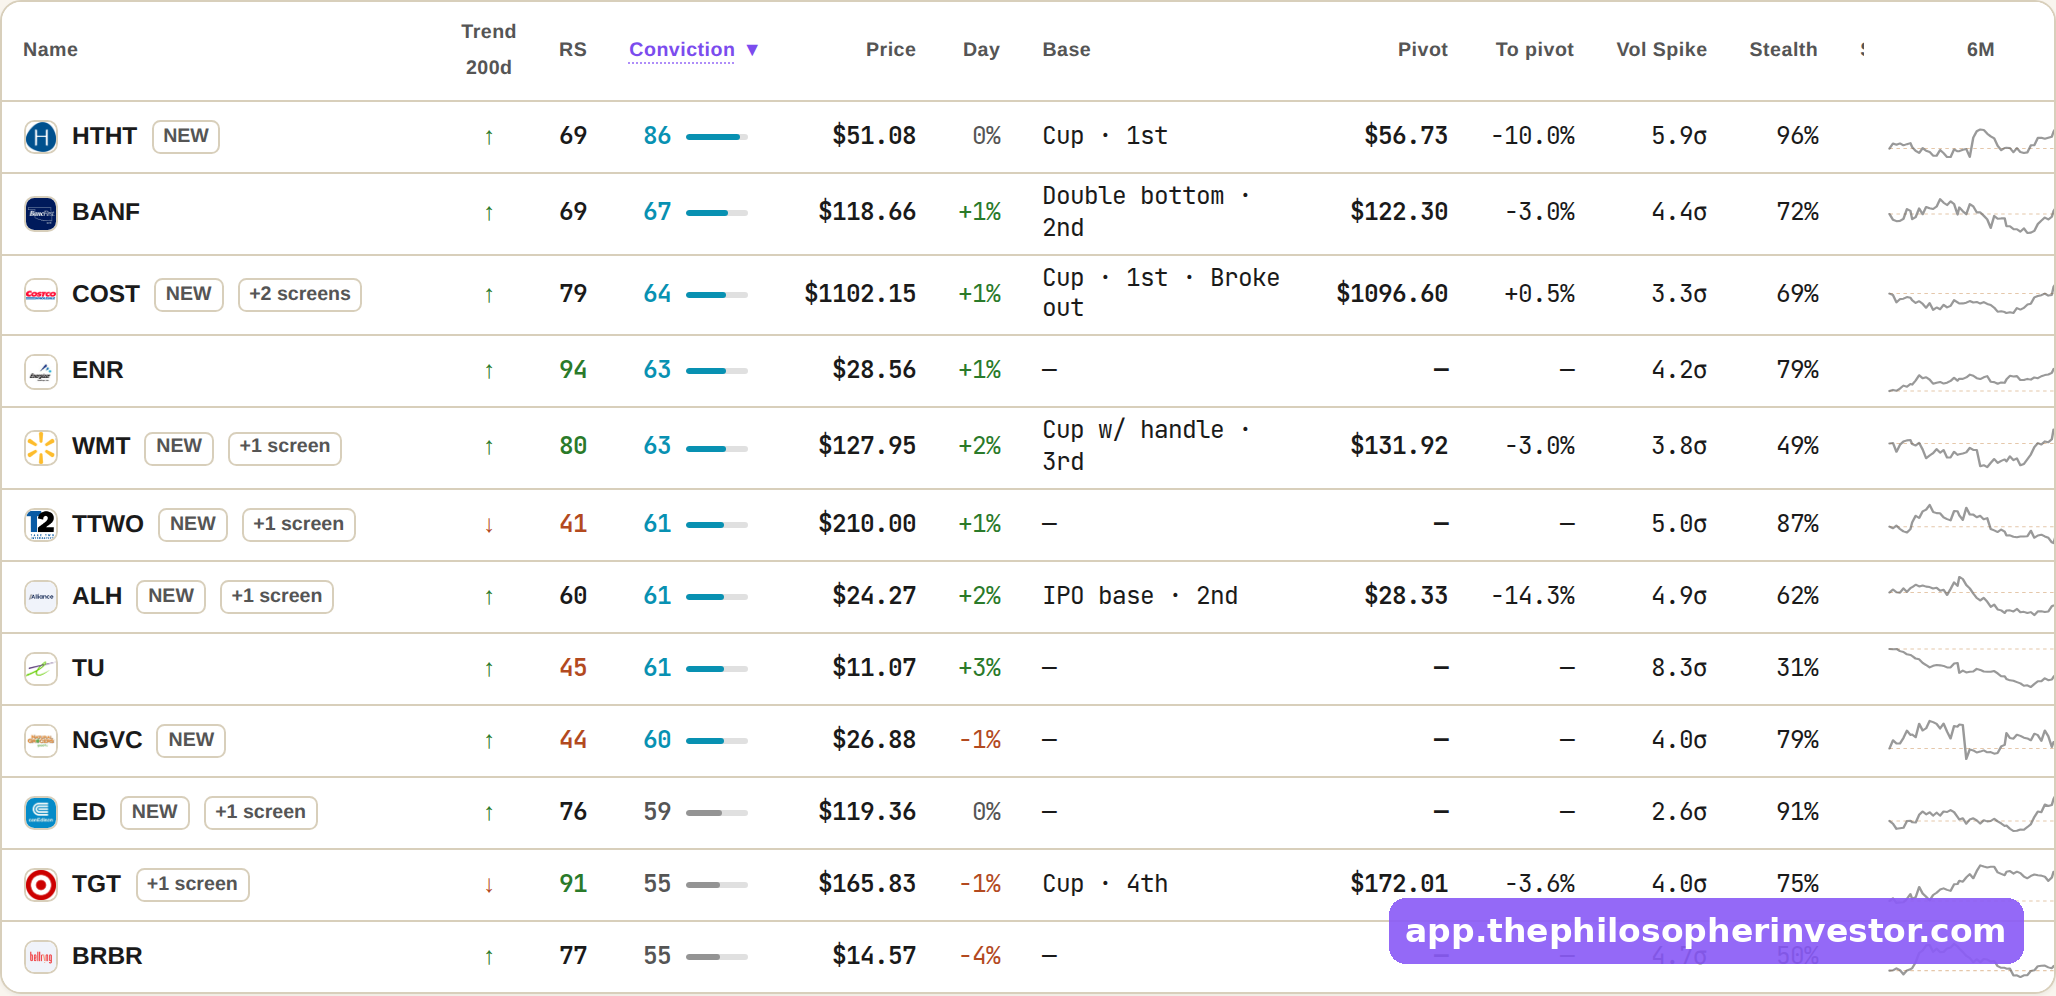 Name Trend 200d RS Conviction ▼ Price Day Base Pivot To pivot Vol Spike Stealth 6M
HTHT NEW ↑ 69 86 $51.08 0% Cup · 1st $56.73 -10.0% 5.9σ 96%
BANF ↑ 69 67 $118.66 +1% Double bottom · 2nd $122.30 -3.0% 4.4σ 72%
COST NEW +2 screens ↑ 79 64 $1102.15 +1% Cup · 1st · Broke out $1096.60 +0.5% 3.3σ 69%
ENR ↑ 94 63 $28.56 +1% – – – 4.2σ 79%
WMT NEW +1 screen ↑ 80 63 $127.95 +2% Cup w/ handle · 3rd $131.92 -3.0% 3.8σ 49%
TTWO NEW +1 screen ↓ 41 61 $210.00 +1% – – – 5.0σ 87%
ALH NEW +1 screen ↑ 60 61 $24.27 +2% IPO base · 2nd $28.33 -14.3% 4.9σ 62%
TU ↑ 45 61 $11.07 +3% – – – 8.3σ 31%
NGVC NEW ↑ 44 60 $26.88 -1% – – – 4.0σ 79%
ED NEW +1 screen ↑ 76 59 $119.36 0% – – – 2.6σ 91%
TGT +1 screen ↓ 91 55 $165.83 -1% Cup · 4th $172.01 -3.6% 4.0σ 75%
app.thephilosopherinvestor.com
BRBR ↑ 77 55 $14.57 -4% – – – 4.7σ 50%